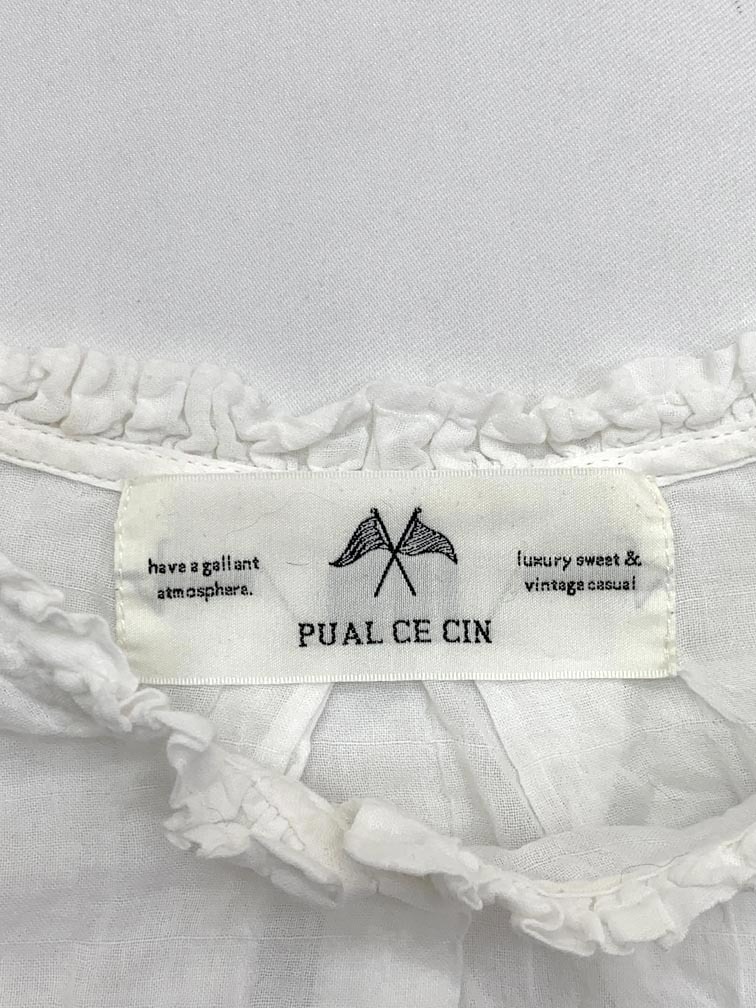 have a gallant
atmosphere.
luxury sweet &
vintage casual
PUAL CE CIN